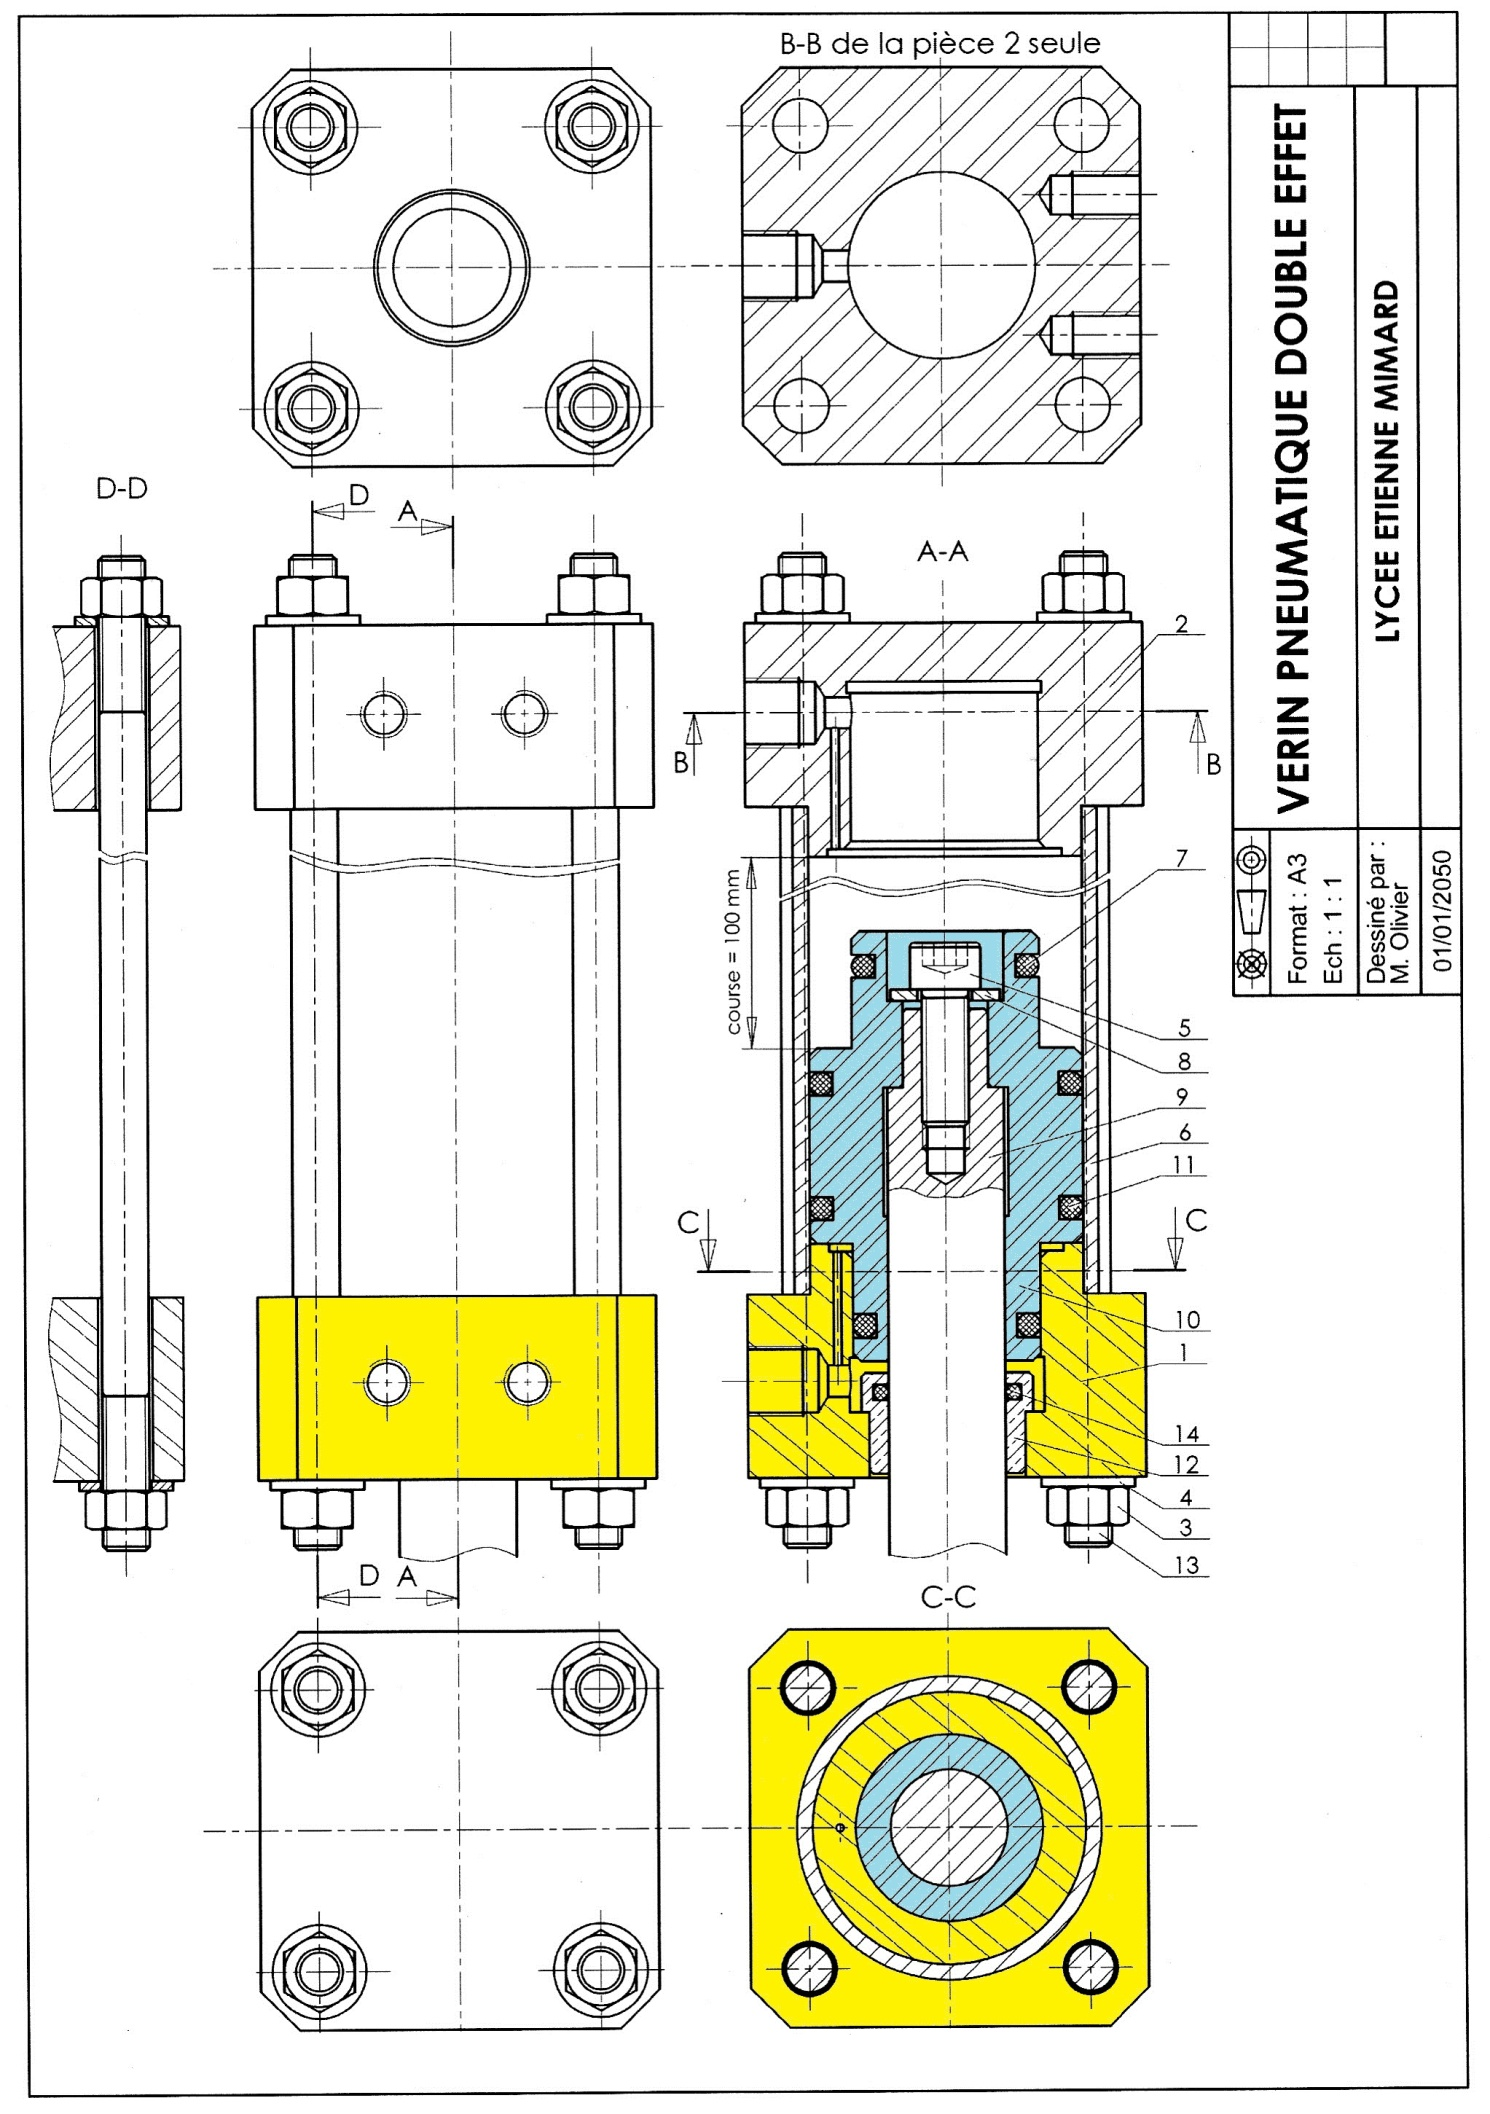 B-B de la pièce 2 seule
D-D
D
A
A-A
2
B
B
course = 100 mm
7
5
8
9
6
11
C
C
10
1
14
12
4
3
13
D
A
C-C
VERIN PNEUMATIQUE DOUBLE EFFET
LYCEE ETIENNE MIMARD
Format : A3
Ech : 1 : 1
Dessiné par :
M. Olivier
01/01/2050